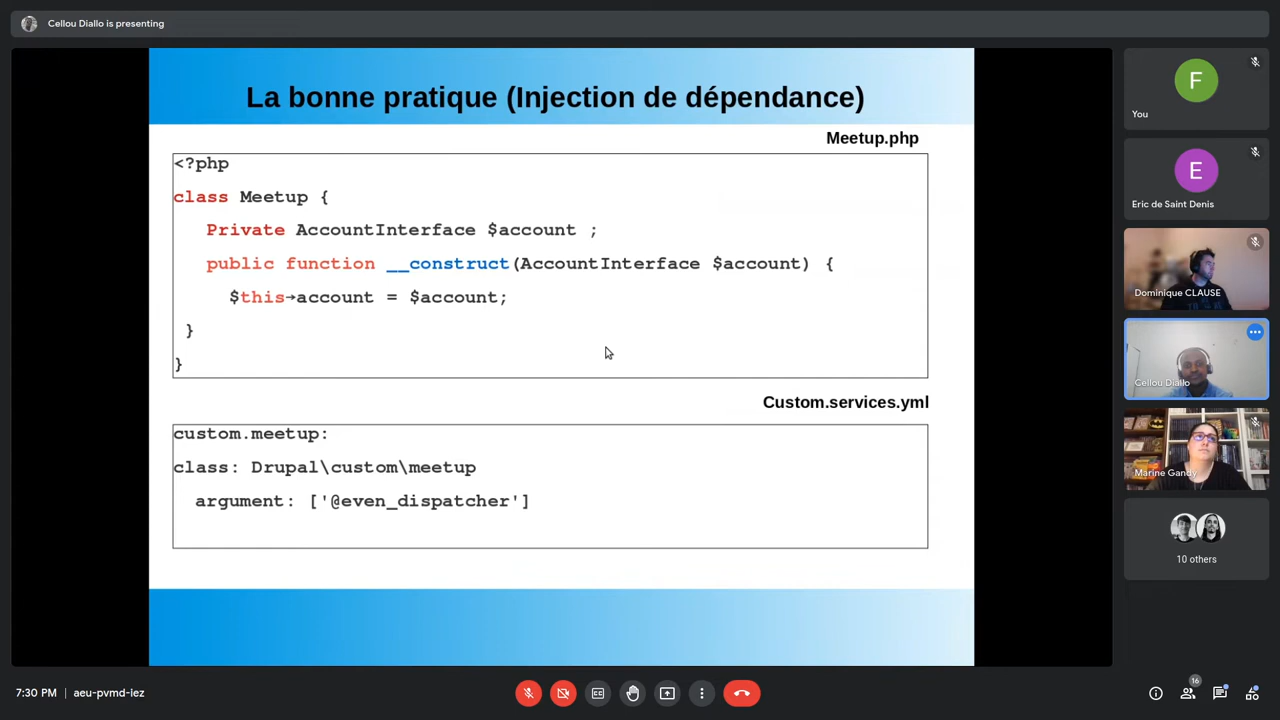 Cellou Diallo is presenting
La bonne pratique (Injection de dépendance)
Meetup.php
<?php
class Meetup {
Private AccountInterface $account ;
public function __construct(AccountInterface $account) {
$this→account = $account;
}
}
Custom.services.yml
custom.meetup:
class: Drupal\custom\meetup
argument: ['@even_dispatcher']
F
You
E
Eric de Saint Denis
Dominique CLAUSE
Cellou Diallo
Marine Gandy
10 others
7:30 PM | aeu-pvmd-iez
16